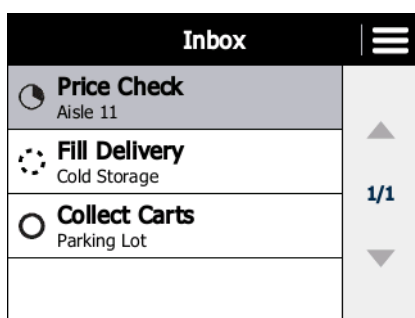 Inbox
Price Check
Aisle 11
Fill Delivery
Cold Storage
1/1
Collect Carts
Parking Lot